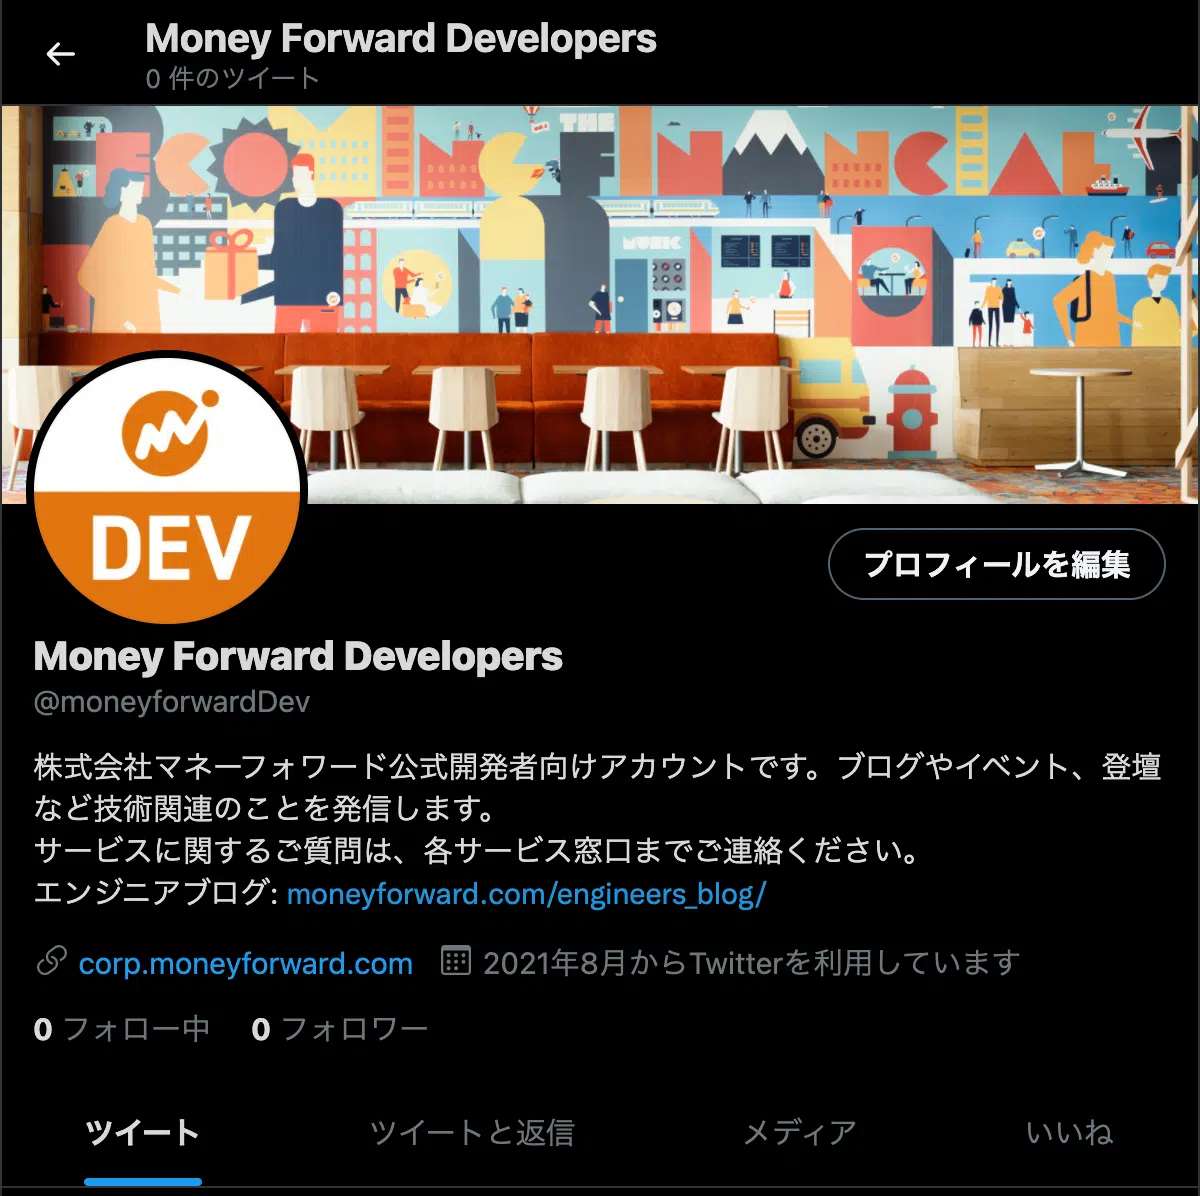 Money Forward Developers
0 件のツイート
BECOMING THE FINANCIAL
MUSIC
DEV
プロフィールを編集
Money Forward Developers
@moneyforwardDev
株式会社マネーフォワード公式開発者向けアカウントです。ブログやイベント、登壇
など技術関連のことを発信します。
サービスに関するご質問は、各サービス窓口までご連絡ください。
エンジニアブログ: moneyforward.com/engineers_blog/
corp.moneyforward.com 2021年8月からTwitterを利用しています
0 フォロー中 0 フォロワー
ツイート ツイートと返信 メディア いいね